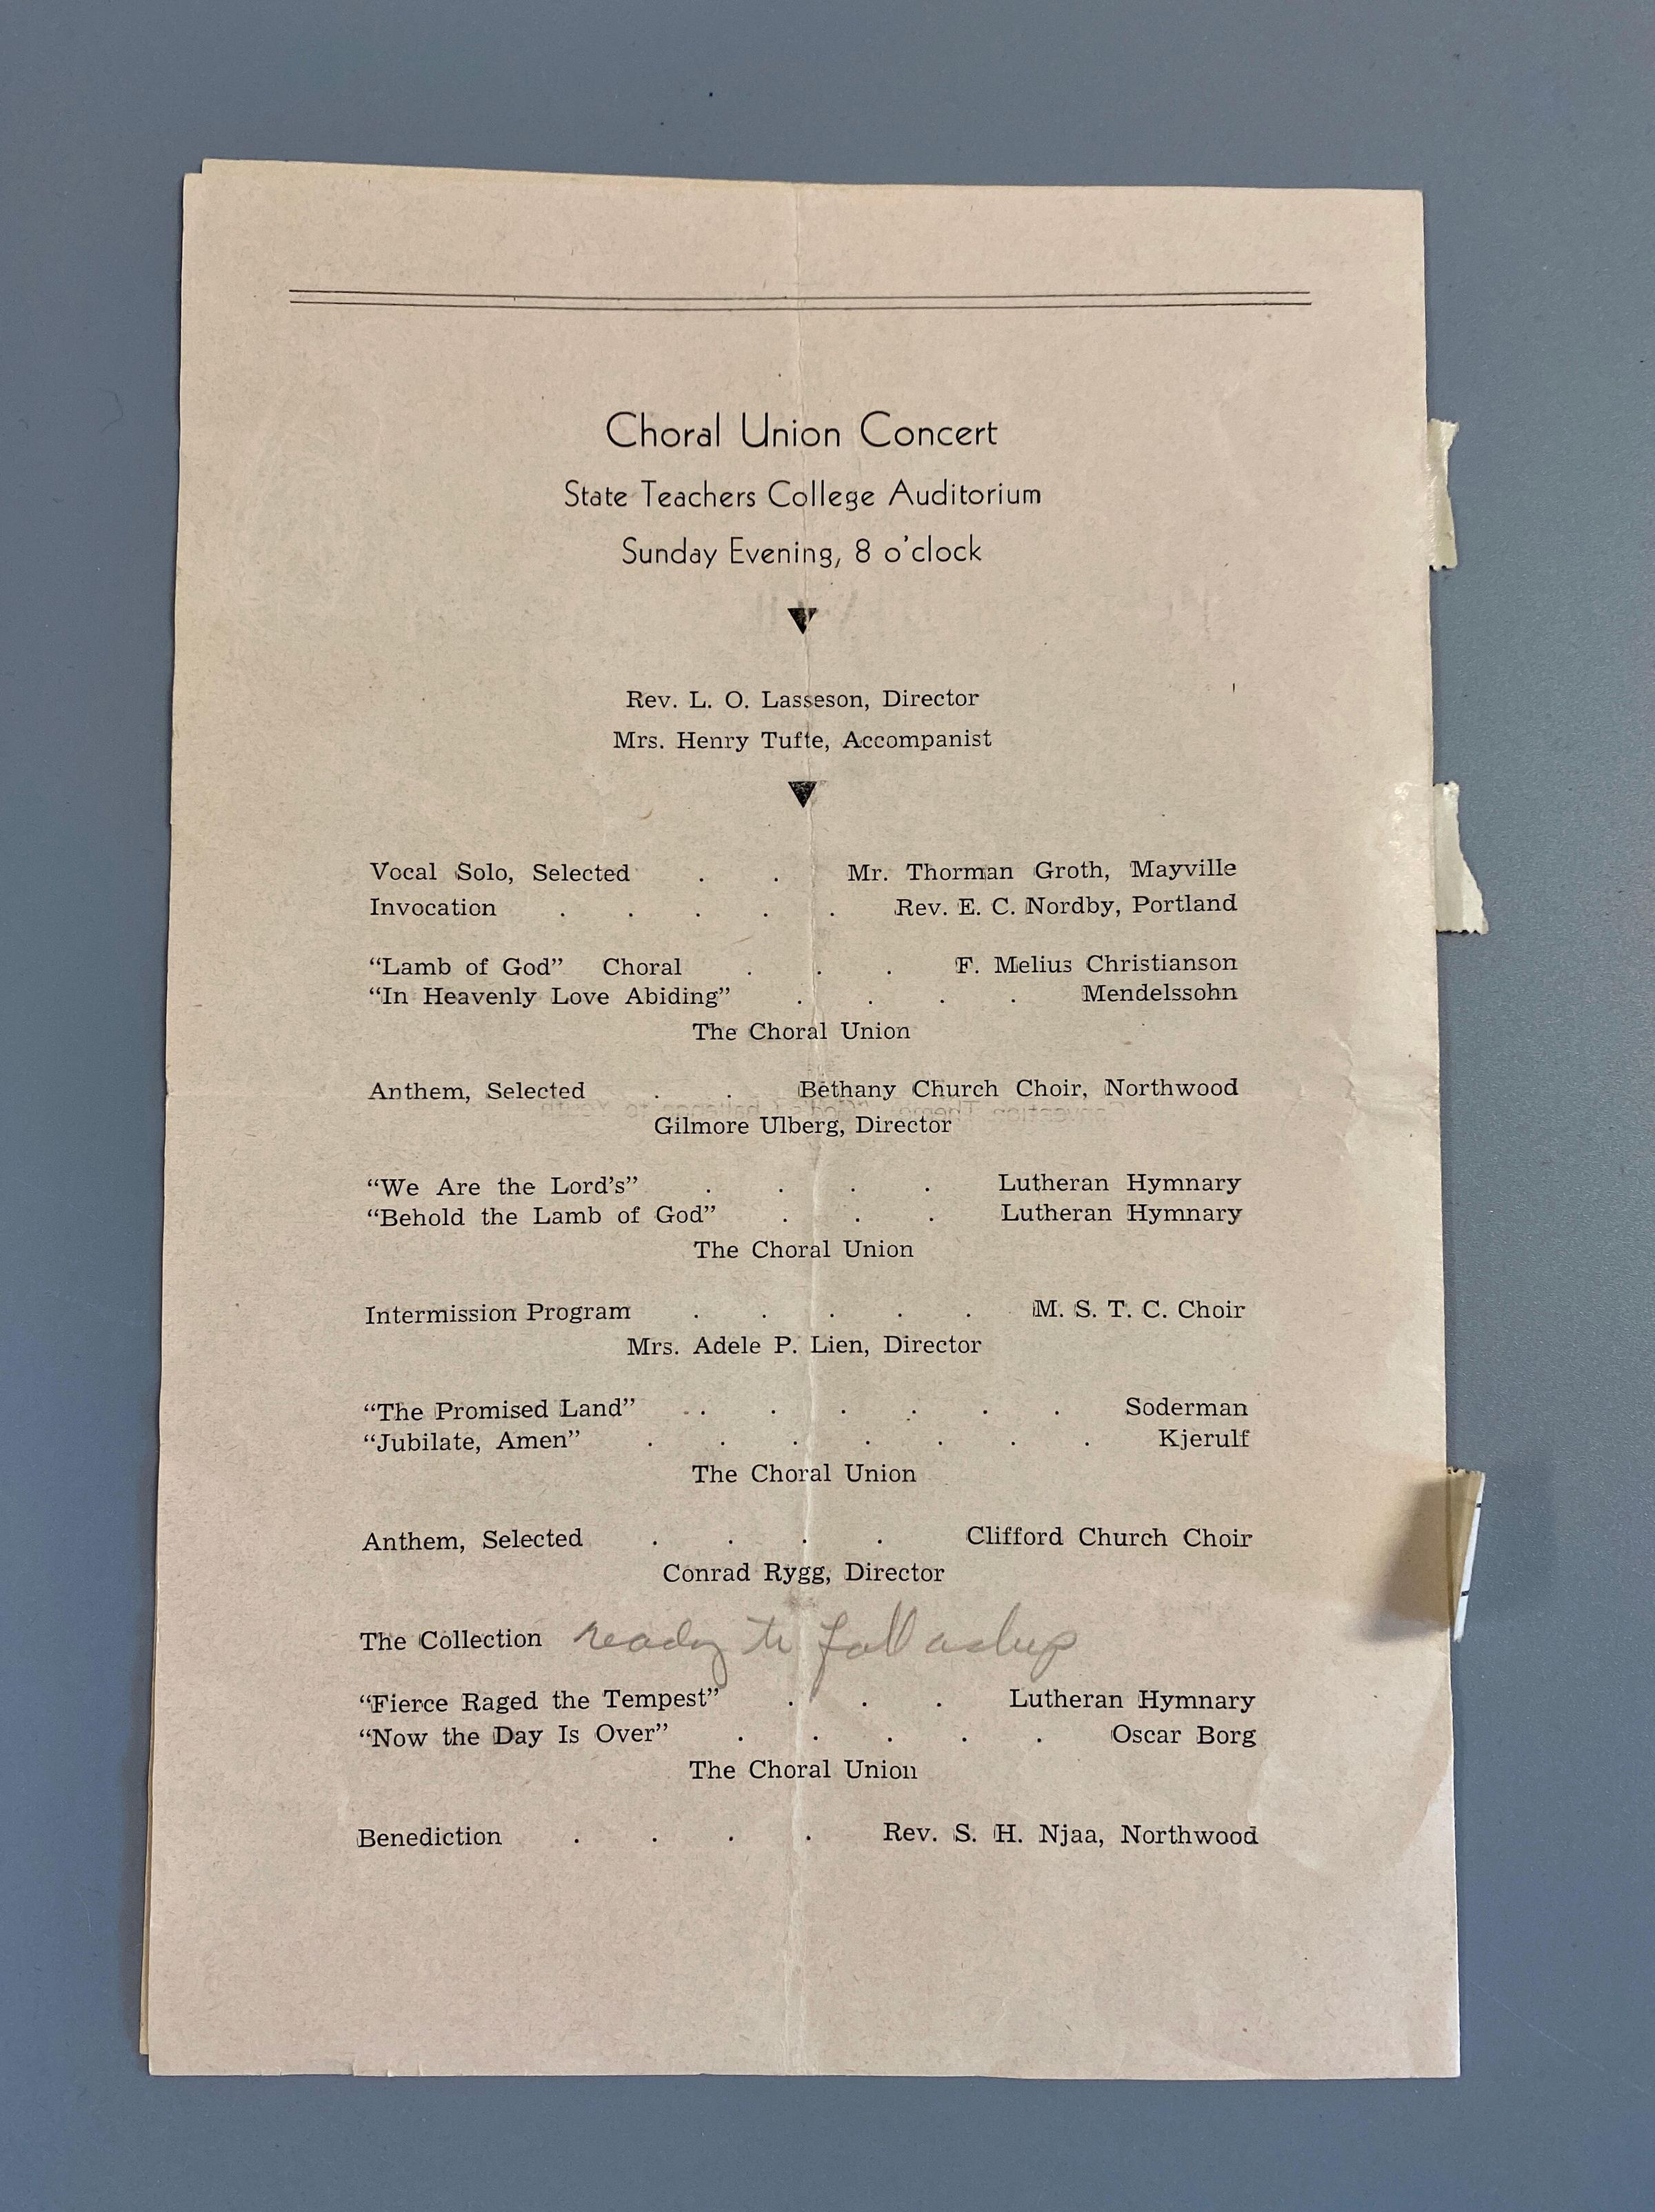 Choral Union Concert
State Teachers College Auditorium
Sunday Evening, 8 o'clock
Rev. L. O. Lasseson, Director
Mrs. Henry Tufte, Accompanist
Vocal Solo, Selected . . Mr. Thorman Groth, Mayville
Invocation . . . . . Rev. E. C. Nordby, Portland
“Lamb of God” Choral . . . F. Melius Christianson
“In Heavenly Love Abiding” . . . . Mendelssohn
The Choral Union
Anthem, Selected . . Bethany Church Choir, Northwood
Gilmore Ulberg, Director
“We Are the Lord's” . . . . Lutheran Hymnary
“Behold the Lamb of God” . . . Lutheran Hymnary
The Choral Union
Intermission Program . . . . . M. S. T. C. Choir
Mrs. Adele P. Lien, Director
“The Promised Land” . . . . . . Soderman
“Jubilate, Amen” . . . . . . . Kjerulf
The Choral Union
Anthem, Selected . . . . Clifford Church Choir
Conrad Rygg, Director
The Collection ready to fall asleep
“Fierce Raged the Tempest” . . . Lutheran Hymnary
“Now the Day Is Over” . . . . . Oscar Borg
The Choral Union
Benediction . . . . Rev. S. H. Njaa, Northwood